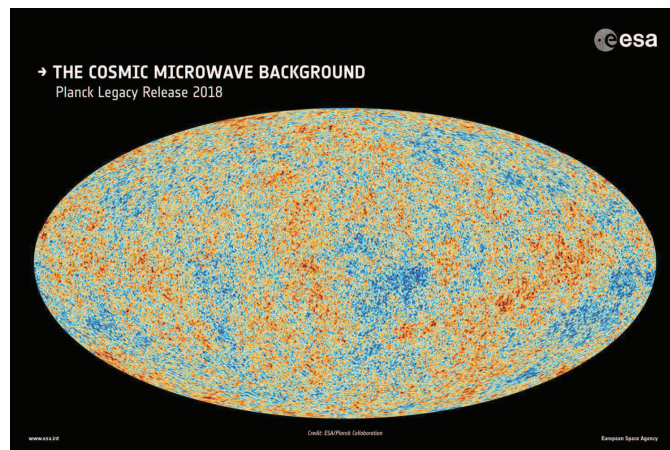 esa
→ THE COSMIC MICROWAVE BACKGROUND
Planck Legacy Release 2018
Credit: ESA/Planck Collaboration
www.esa.int
European Space Agency